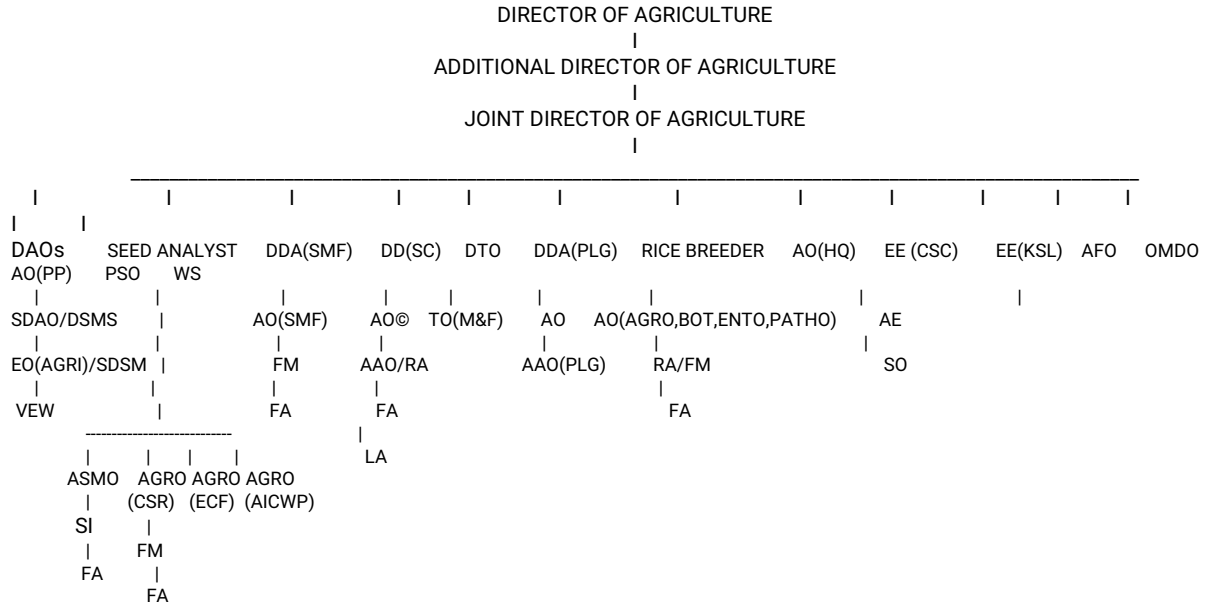 DIRECTOR OF AGRICULTURE
ADDITIONAL DIRECTOR OF AGRICULTURE
JOINT DIRECTOR OF AGRICULTURE
DAOs SEED ANALYST DDA(SMF) DD(SC) DTO DDA(PLG) RICE BREEDER AO(HQ) EE (CSC) EE(KSL) AFO OMDO
AO(PP) PSO WS
SDAO/DSMS AO(SMF) AO© TO(M&F) AO AO(AGRO,BOT,ENTO,PATHO) AE
EO(AGRI)/SDSM FM AAO/RA AAO(PLG) RA/FM SO
VEW FA FA FA
LA
ASMO AGRO AGRO AGRO
(CSR) (ECF) (AICWP)
SI
FM
FA
FA